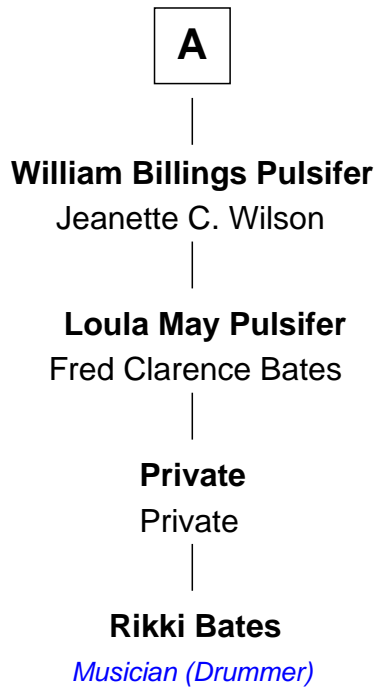 A
William Billings Pulsifer
Jeanette C. Wilson
Loula May Pulsifer
Fred Clarence Bates
Private
Private
Rikki Bates
Musician (Drummer)